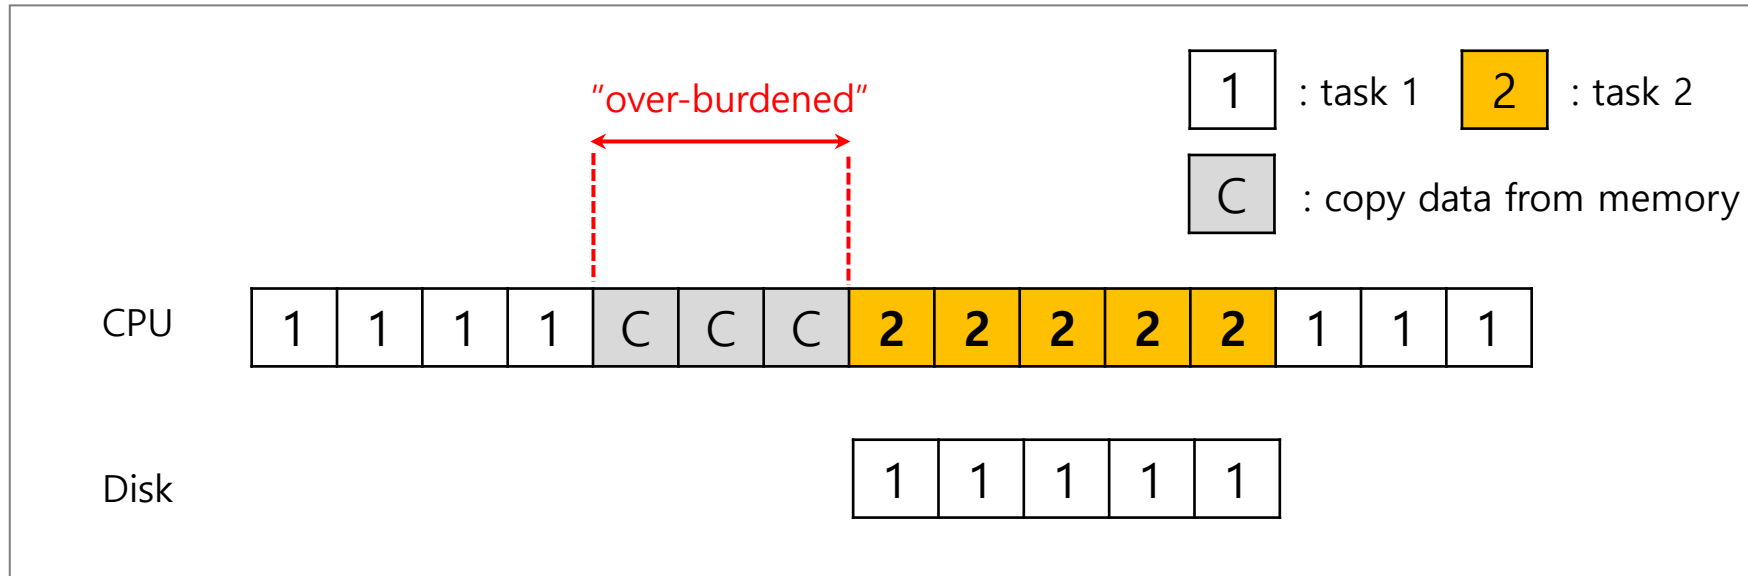 1 : task 1 2 : task 2
"over-burdened"
C : copy data from memory
CPU 1 1 1 1 C C C 2 2 2 2 2 1 1 1
Disk 1 1 1 1 1